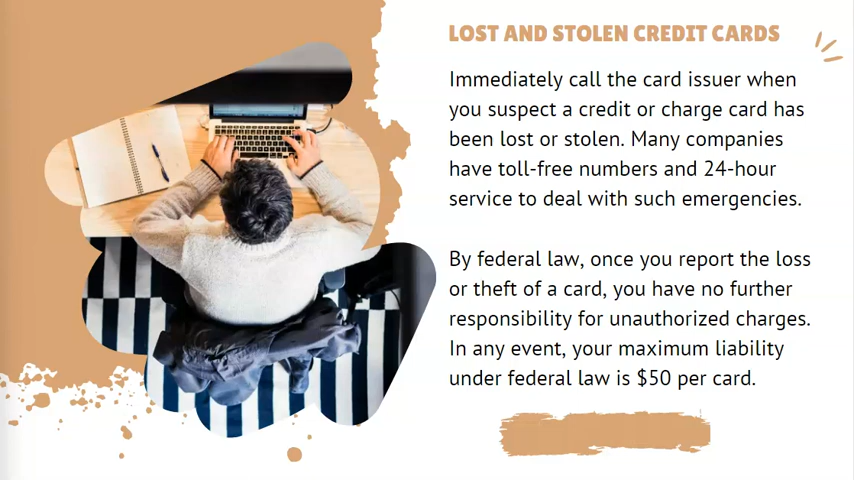 LOST AND STOLEN CREDIT CARDS
Immediately call the card issuer when
you suspect a credit or charge card has
been lost or stolen. Many companies
have toll-free numbers and 24-hour
service to deal with such emergencies.
By federal law, once you report the loss
or theft of a card, you have no further
responsibility for unauthorized charges.
In any event, your maximum liability
under federal law is $50 per card.